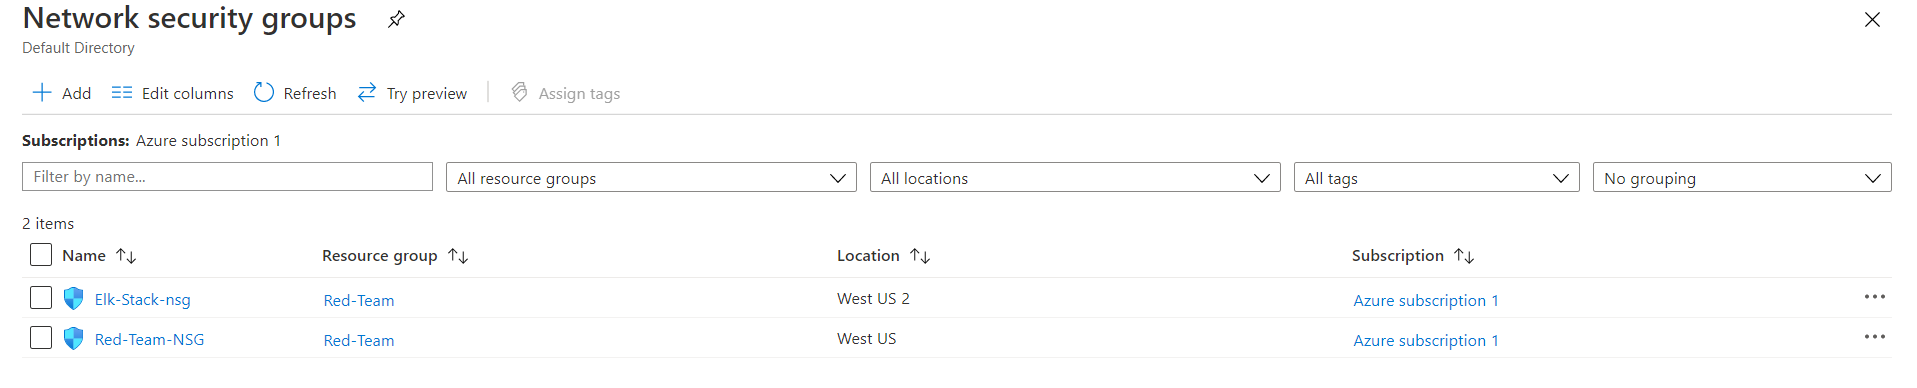 Network security groups
Default Directory
Add Edit columns Refresh Try preview Assign tags
Subscriptions: Azure subscription 1
Filter by name... All resource groups All locations All tags No grouping
2 items
Name Resource group Location Subscription
Elk-Stack-nsg Red-Team West US 2 Azure subscription 1
Red-Team-NSG Red-Team West US Azure subscription 1